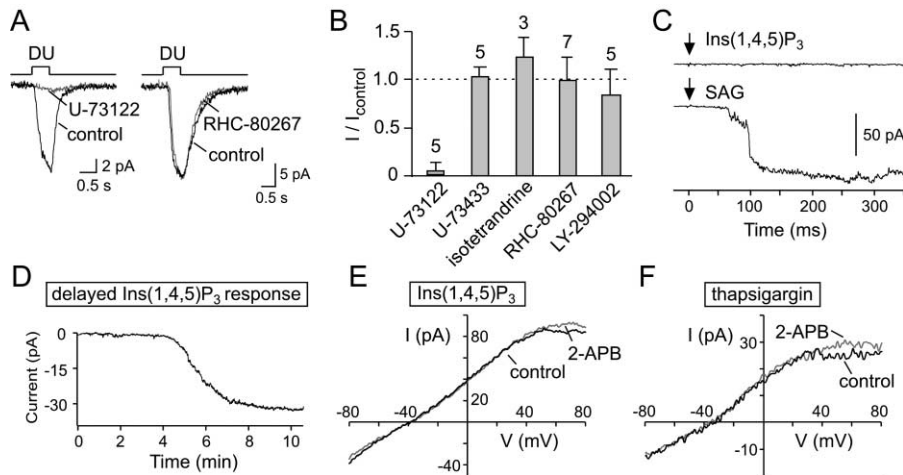 A
DU
DU
U-73122
control
RHC-80267
control
2 pA
0.5 s
5 pA
0.5 s
B
I / Icontrol
1.5
1.0
0.5
0
5
5
3
7
5
U-73122
U-73433
isotetrandrine
RHC-80267
LY-294002
C
Ins(1,4,5)P3
SAG
50 pA
0
100
200
300
Time (ms)
D
delayed Ins(1,4,5)P3 response
Current (pA)
0
-15
-30
0
2
4
6
8
10
Time (min)
E
Ins(1,4,5)P3
I (pA)
80
20
-40
2-APB
control
-80
-40
0
40
80
V (mV)
F
thapsigargin
I (pA)
30
-10
2-APB
control
-80
-40
0
40
80
V (mV)